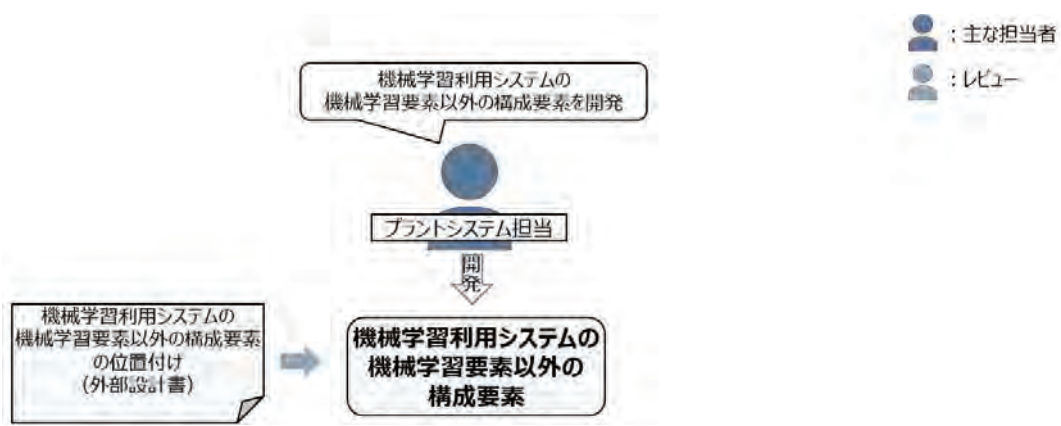 ：主な担当者
：レビュー
機械学習利用システムの
機械学習要素以外の構成要素を開発
プラントシステム担当
開
発
機械学習利用システムの
機械学習要素以外の構成要素
の位置付け
(外部設計書)
機械学習利用システムの
機械学習要素以外の
構成要素